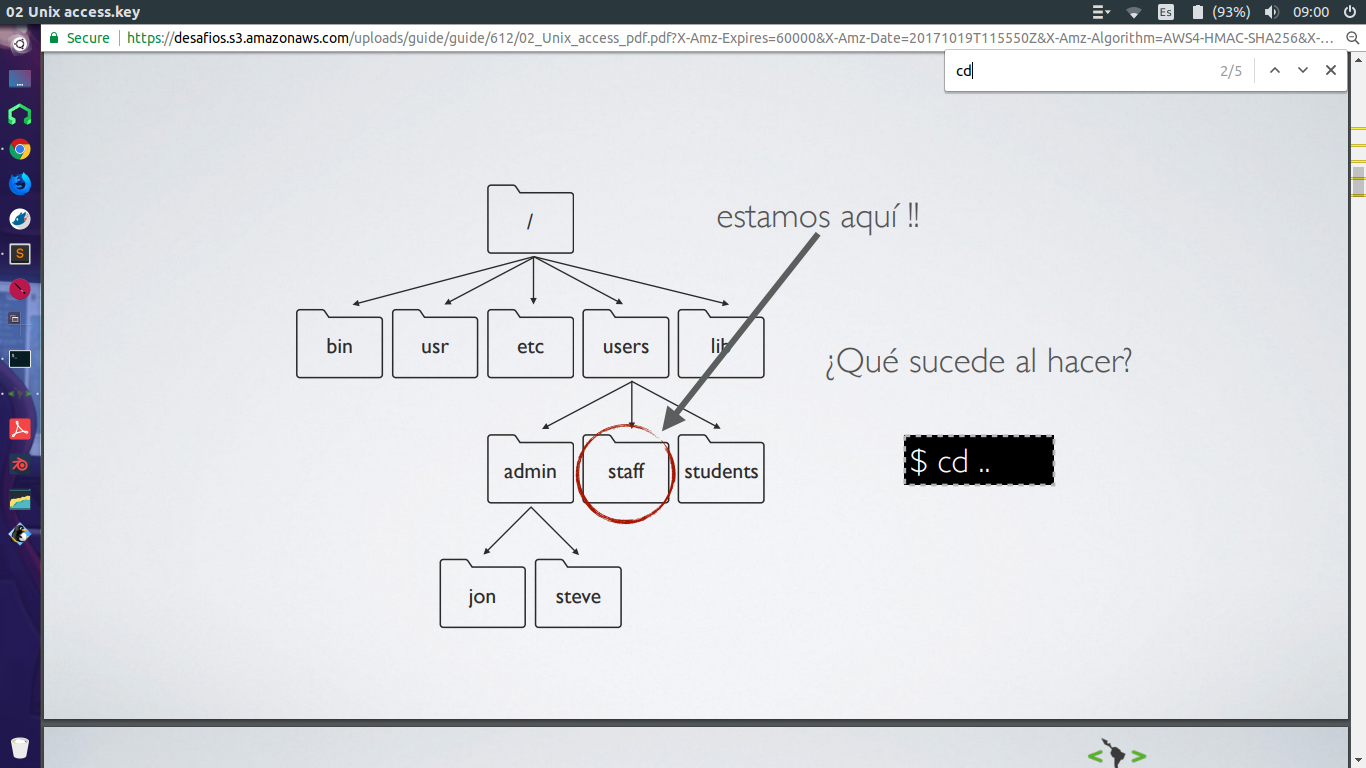 02 Unix access.key
Es
(93%)
09:00
Secure
https://desafios.s3.amazonaws.com/uploads/guide/guide/612/02_Unix_access_pdf.pdf?X-Amz-Expires=60000&X-Amz-Date=20171019T115550Z&X-Amz-Algorithm=AWS4-HMAC-SHA256&X-…
cd
2/5
/
estamos aquí !!
bin usr etc users lib
¿Qué sucede al hacer?
$ cd ..
admin staff students
jon steve
< >